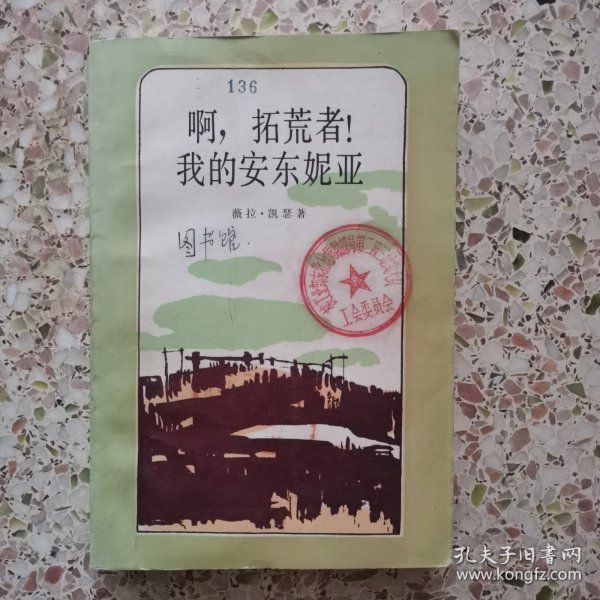 136
啊，拓荒者！
我的安东妮亚
薇拉·凯瑟著
图书馆.
工会委员会
孔夫子旧书网
www.kongfz.com